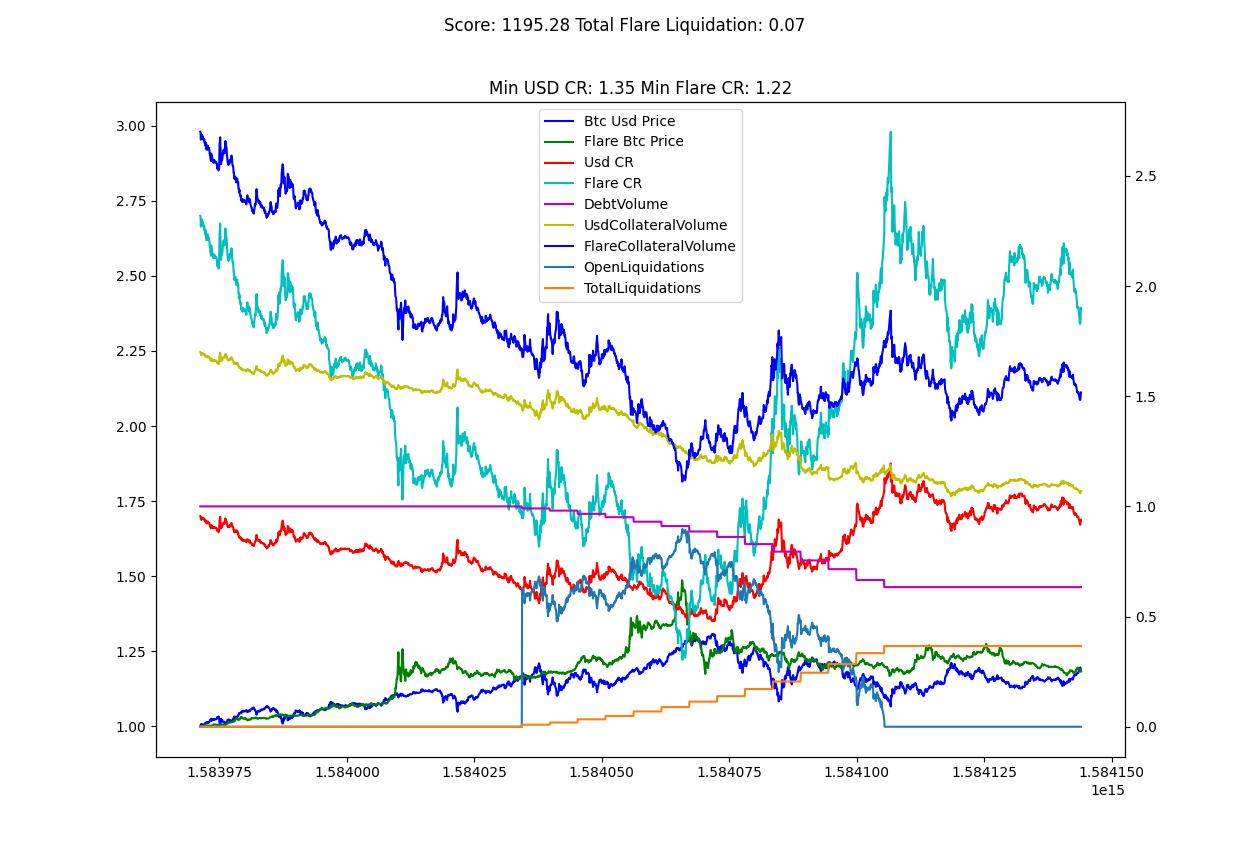 Score: 1195.28 Total Flare Liquidation: 0.07
Min USD CR: 1.35 Min Flare CR: 1.22
3.00
2.75
2.50
2.25
2.00
1.75
1.50
1.25
1.00
Btc Usd Price
Flare Btc Price
Usd CR
Flare CR
DebtVolume
UsdCollateralVolume
FlareCollateralVolume
OpenLiquidations
TotalLiquidations
2.5
2.0
1.5
1.0
0.5
0.0
1.583975 1.584000 1.584025 1.584050 1.584075 1.584100 1.584125 1.584150
1e15